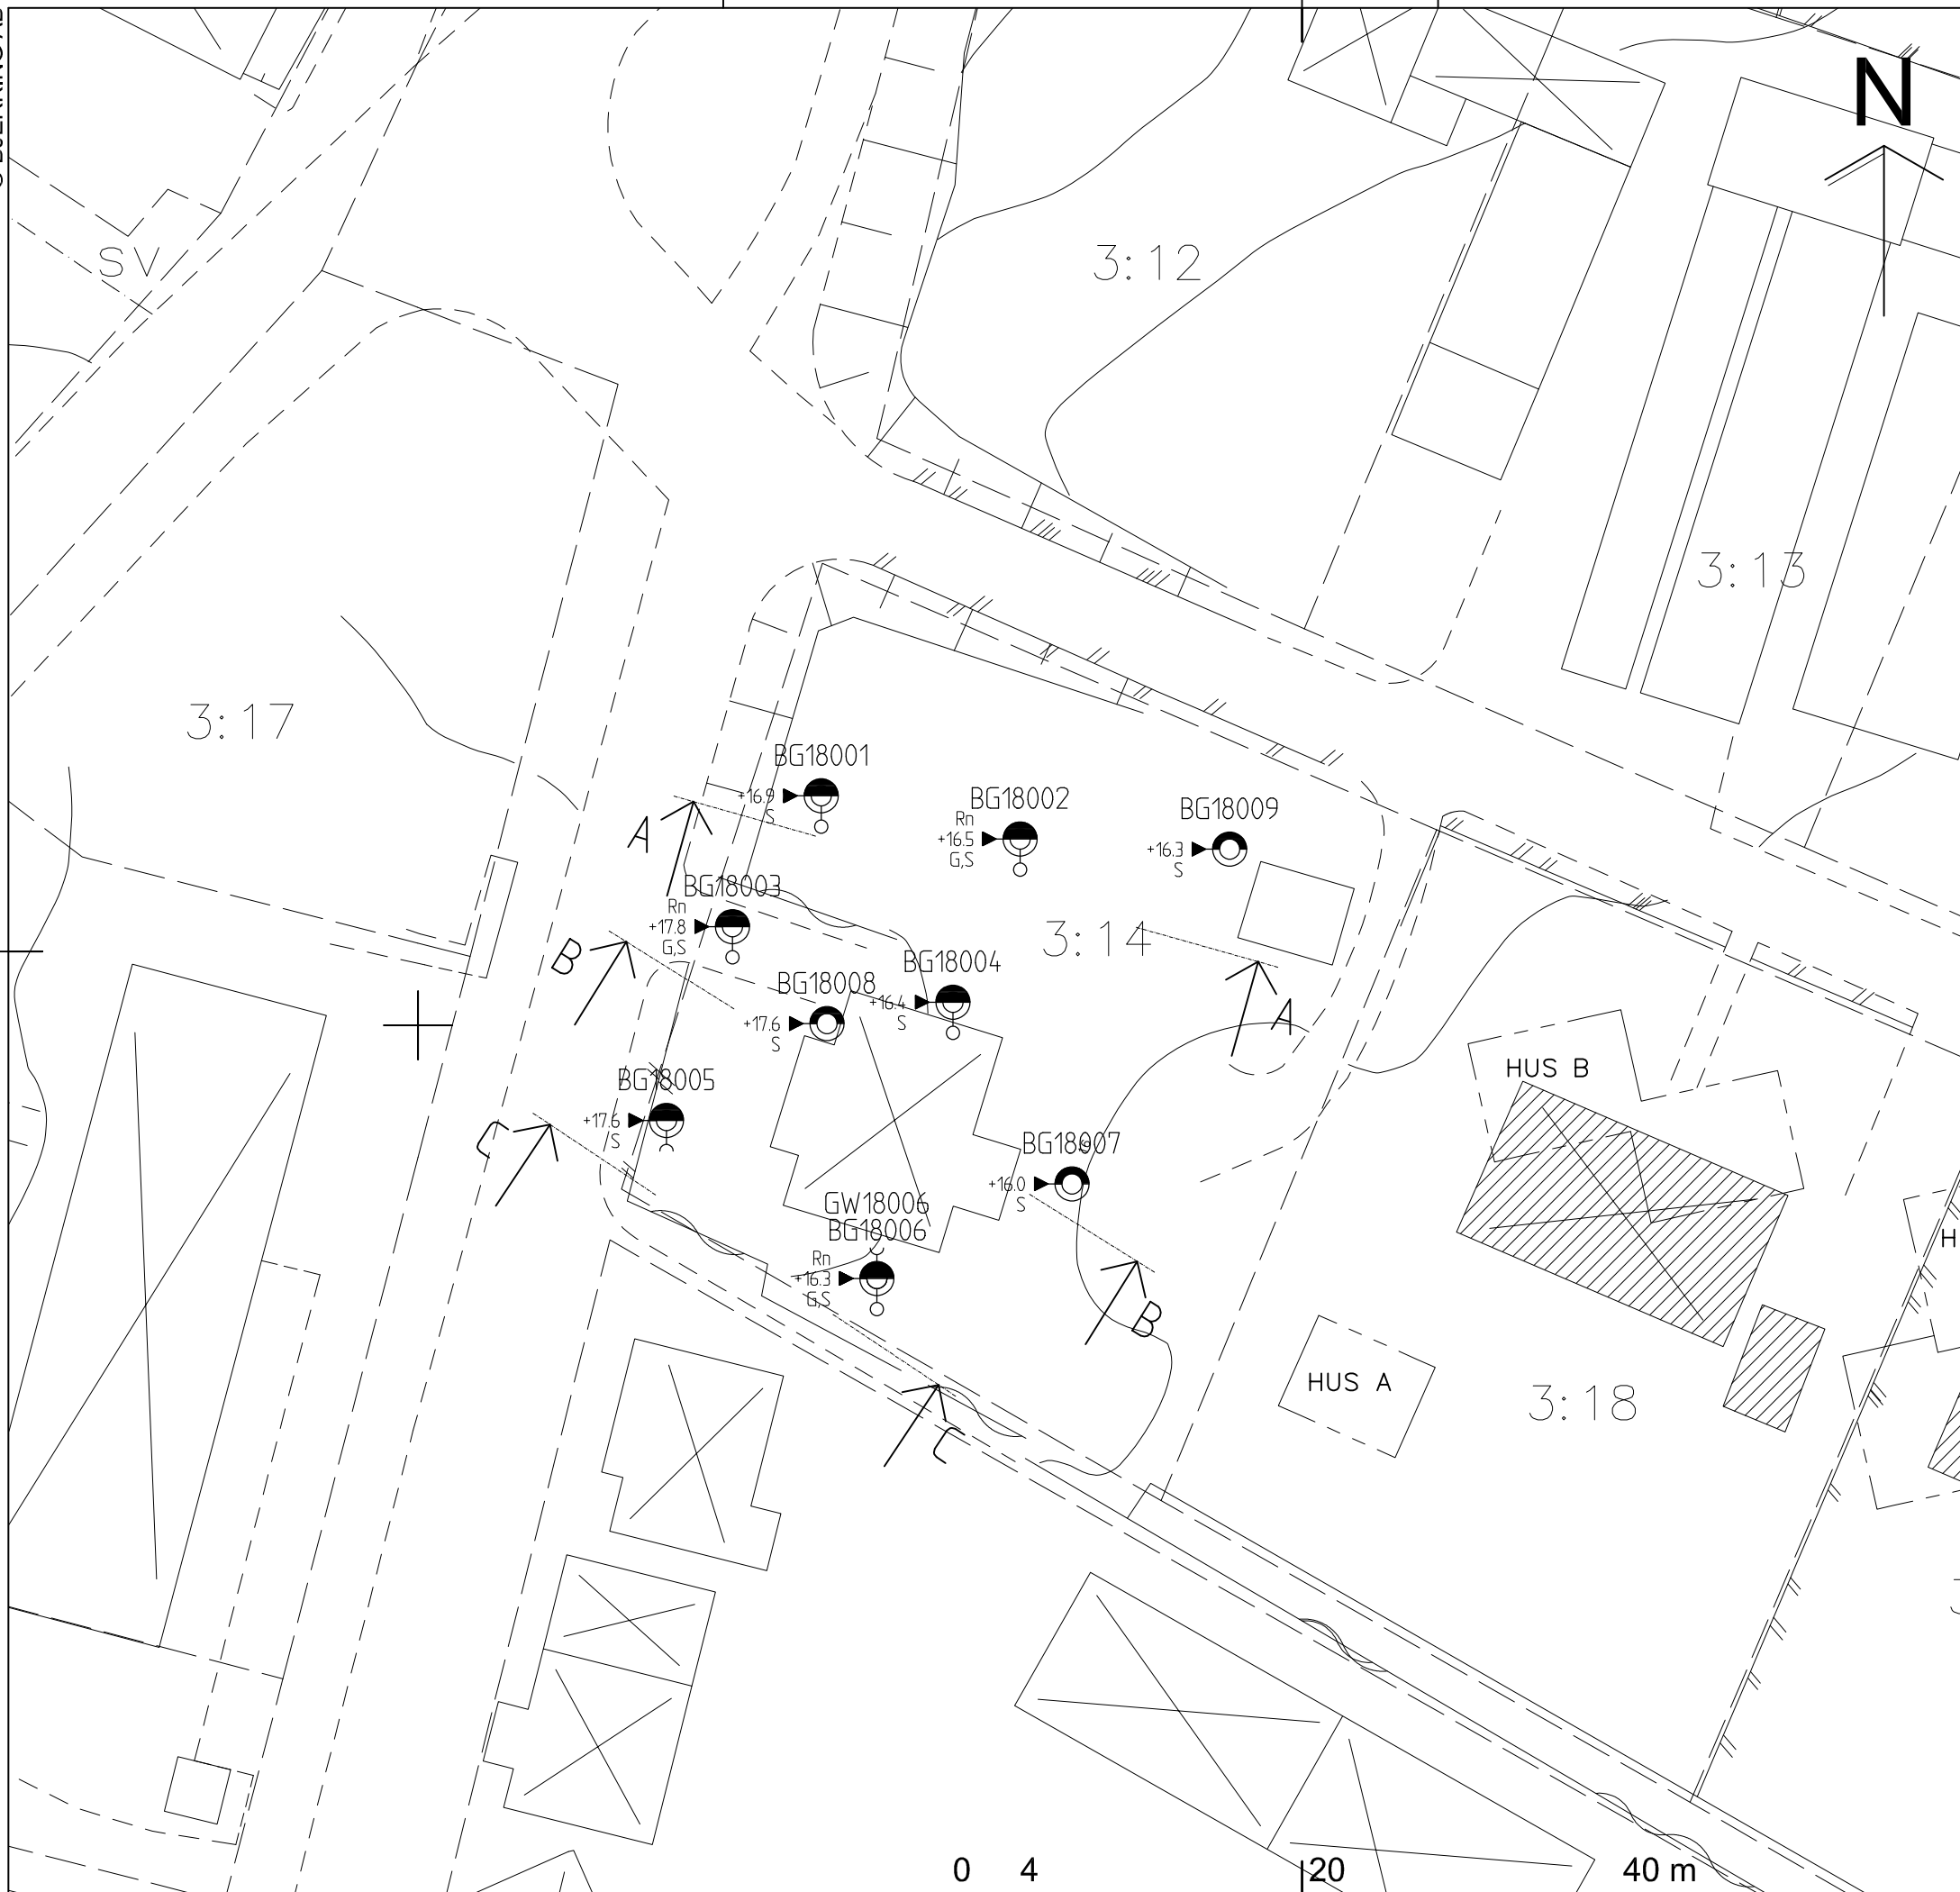 N
SV
3:12
3:13
3:17
BG18001
+16.9
S
BG18002
Rn
+16.5
G,S
BG18009
+16.3
S
A
BG18003
Rn
+17.8
G,S
3:14
B
BG18004
+16.4
S
BG18008
+17.6
S
A
HUS B
BG18005
+17.6
S
C
BG18007
+16.0
S
GW18006
BG18006
Rn
+16.3
G,S
H
B
HUS A
3:18
C
0 4 20 40 m